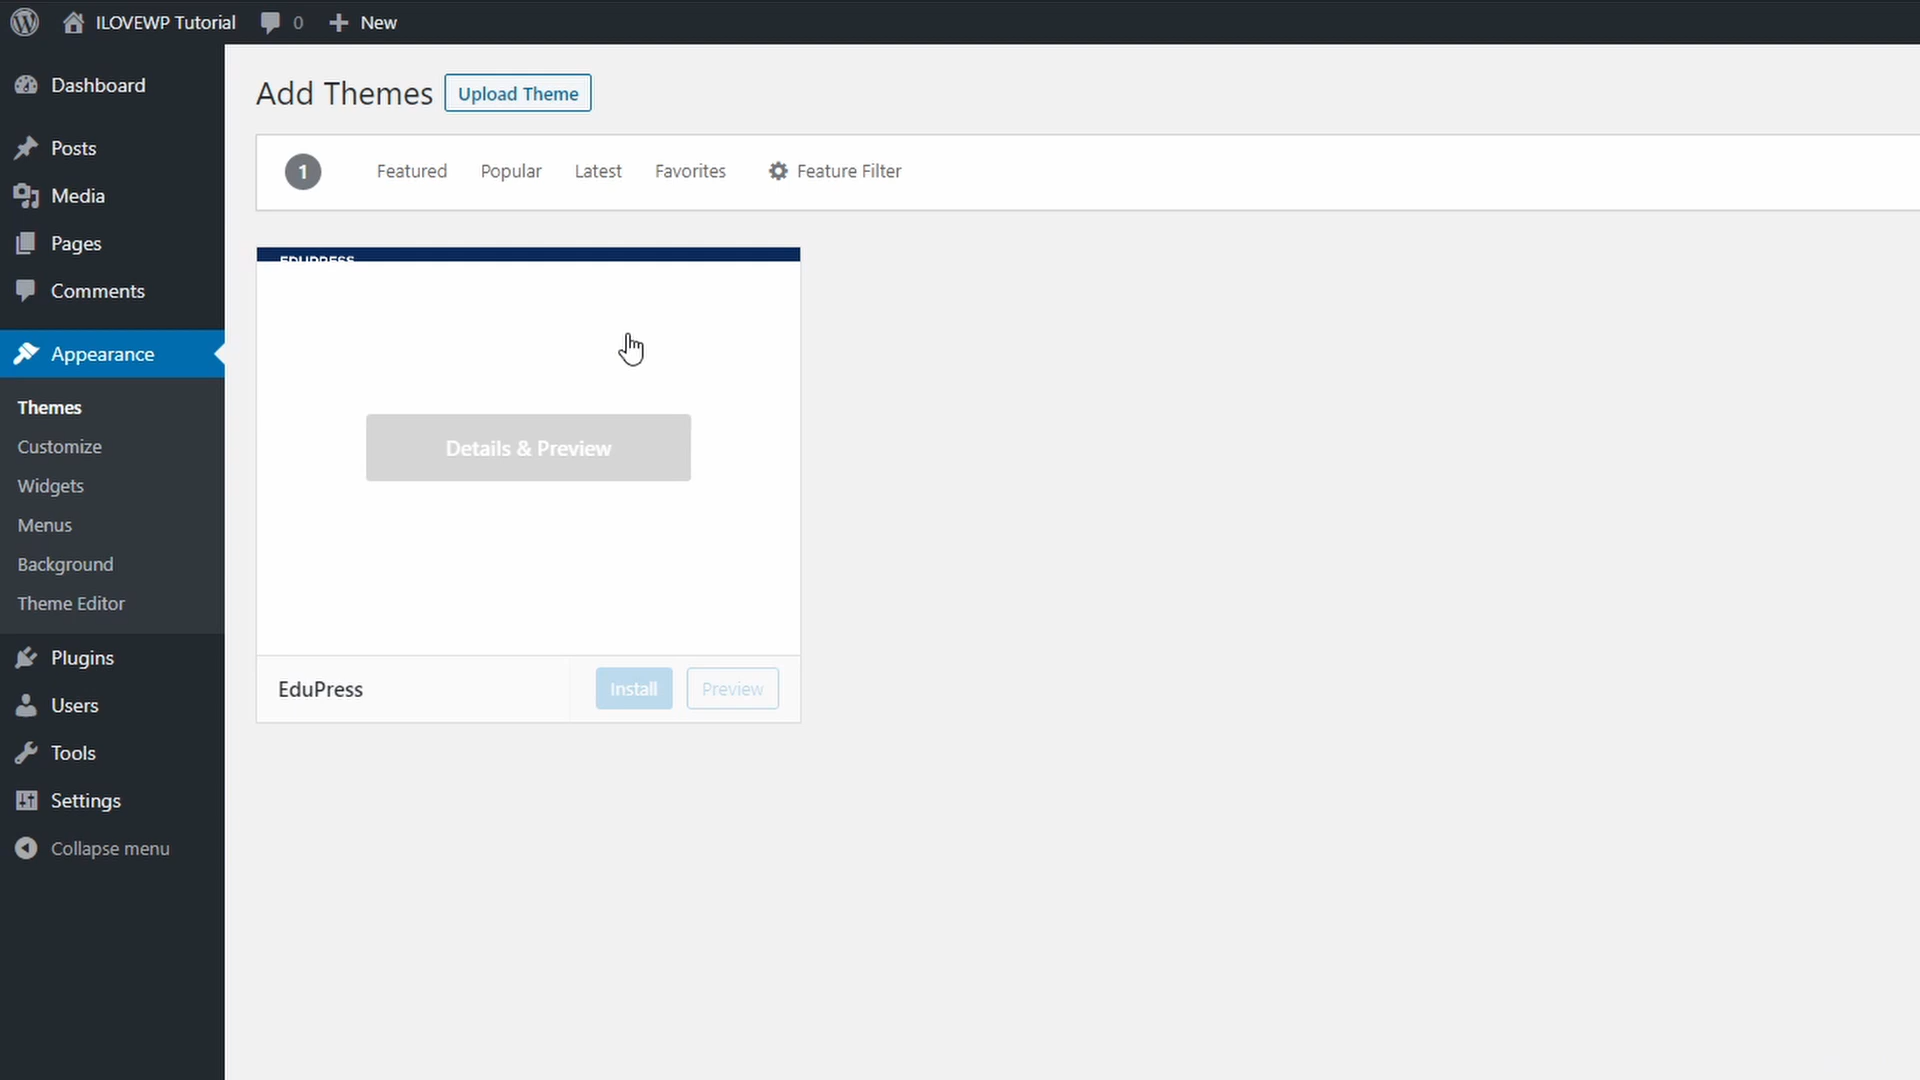 ILOVEWP Tutorial 0 New
Dashboard
Posts
Media
Pages
Comments
Appearance
Themes
Customize
Widgets
Menus
Background
Theme Editor
Plugins
Users
Tools
Settings
Collapse menu
Add Themes Upload Theme
1 Featured Popular Latest Favorites Feature Filter
EDUPRESS
Details & Preview
EduPress Install Preview